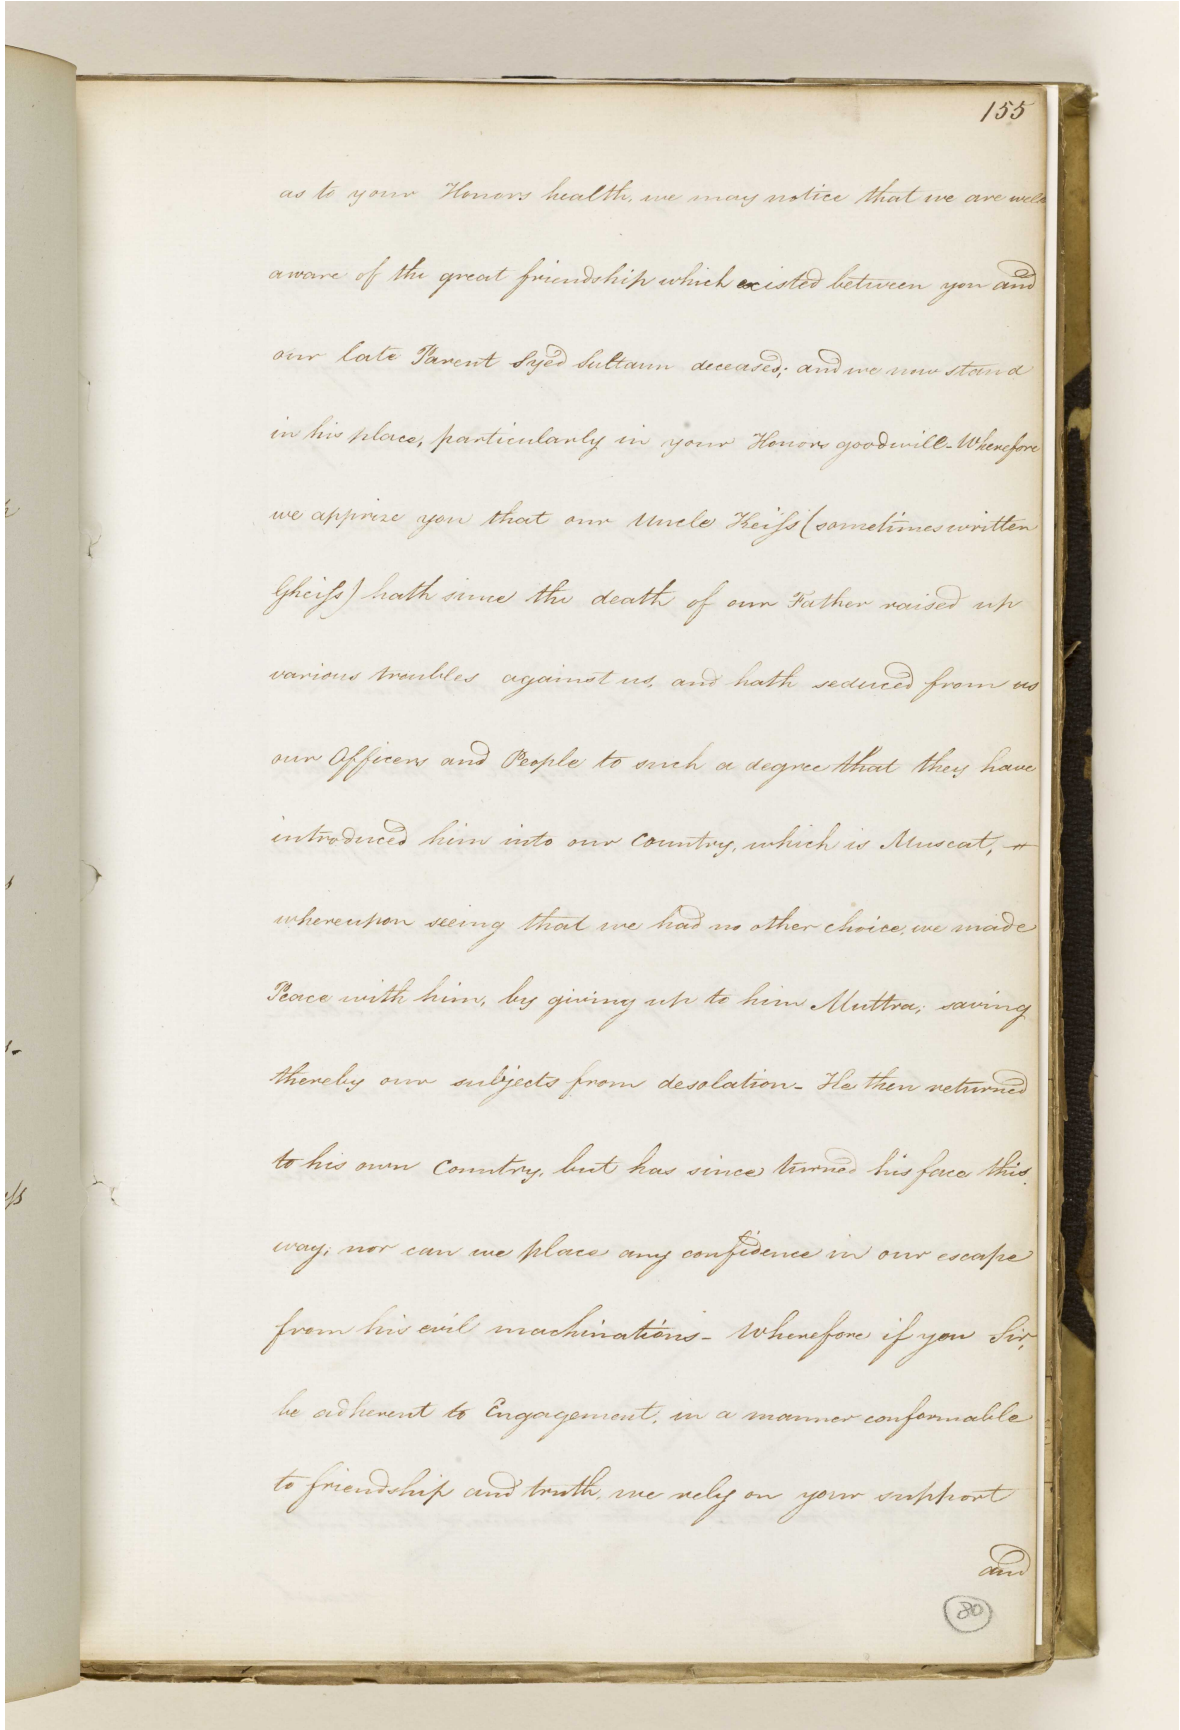 155
as to your Honors health, we may notice that we are well
aware of the great friendship which existed between you and
our late Parent Syed Sultaun deceased; and we now stand
in his place, particularly in your Honors goodwill - Wherefore
we apprize you that our Uncle Keiss (sometimes written
Gheiss) hath since the death of our Father raised up
various troubles against us, and hath seduced from us
our Officers and People to such a degree that they have
introduced him into our Country, which is Muscat, -
whereupon seeing that we had no other choice, we made
Peace with him, by giving up to him Muttra; saving
thereby our subjects from desolation - He then returned
to his own Country, but has since turned his face this
way; nor can we place any confidence in our escape
from his evil machinations - Wherefore if you Sir,
be adherent to Engagement, in a manner conformable
to friendship and truth, we rely on your support
and
80